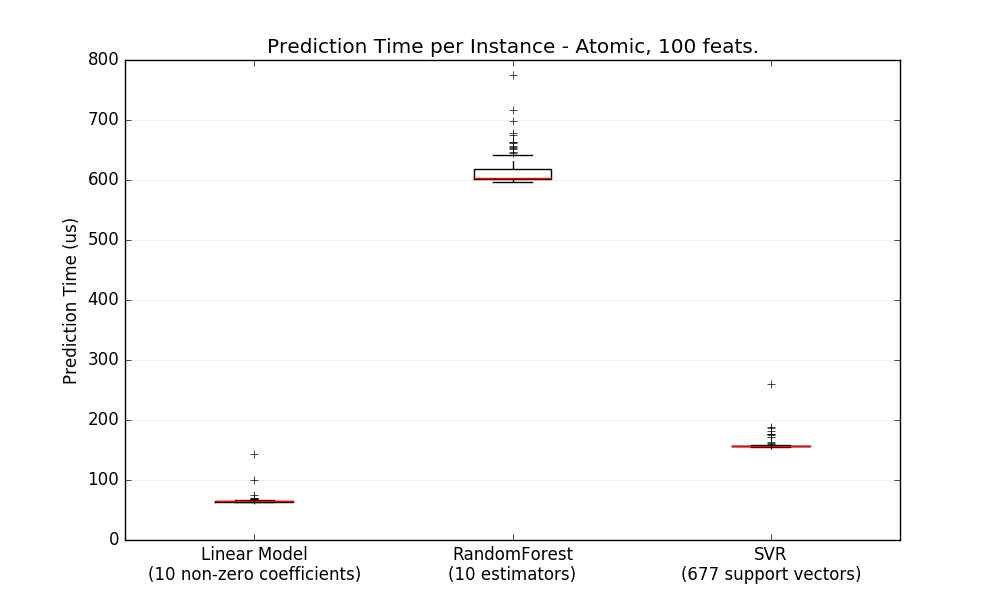 Prediction Time per Instance - Atomic, 100 feats.
800
700
600
500
400
300
200
100
0
Prediction Time (us)
Linear Model
(10 non-zero coefficients)
RandomForest
(10 estimators)
SVR
(677 support vectors)